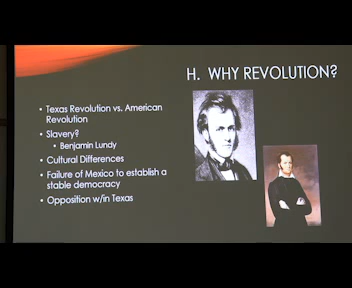 H. WHY REVOLUTION?
• Texas Revolution vs. American
Revolution
• Slavery?
• Benjamin Lundy
• Cultural Differences
• Failure of Mexico to establish a
stable democracy
• Opposition w/in Texas